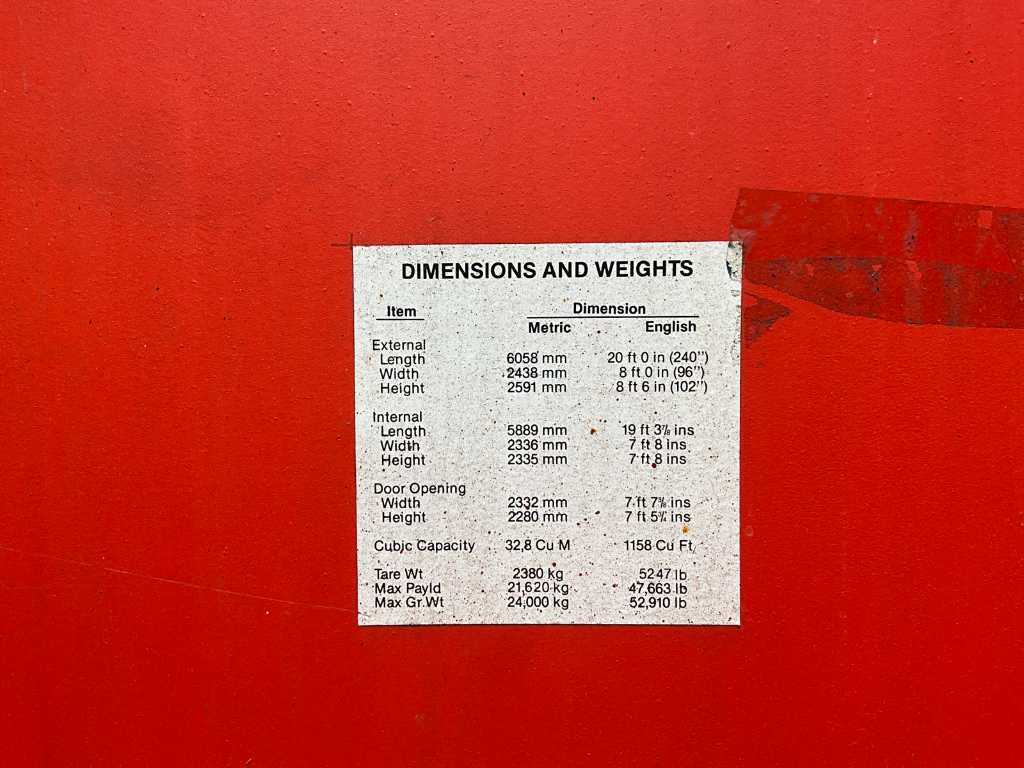 DIMENSIONS AND WEIGHTS
Item Dimension
Metric English
External
Length 6058 mm 20 ft 0 in (240")
Width 2438 mm 8 ft 0 in (96")
Height 2591 mm 8 ft 6 in (102")
Internal
Length 5889 mm 19 ft 3⅞ ins
Width 2336 mm 7 ft 8 ins
Height 2335 mm 7 ft 8 ins
Door Opening
Width 2332 mm 7 ft 7⅝ ins
Height 2280 mm 7 ft 5¾ ins
Cubic Capacity 32,8 Cu M 1158 Cu Ft
Tare Wt 2380 kg 5247 lb
Max Payld 21,620 kg 47,663 lb
Max Gr Wt 24,000 kg 52,910 lb